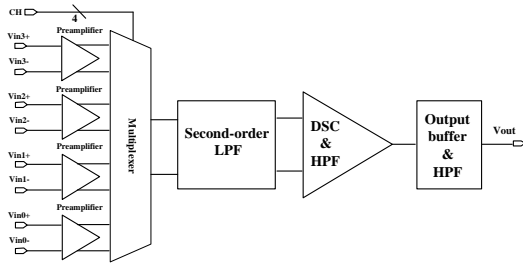 CH
4
Preamplifier
Vin3+
Vin3-
Preamplifier
Vin2+
Vin2-
Preamplifier
Vin1+
Vin1-
Preamplifier
Vin0+
Vin0-
Multiplexer
Second-order
LPF
DSC
&
HPF
Output
buffer
&
HPF
Vout